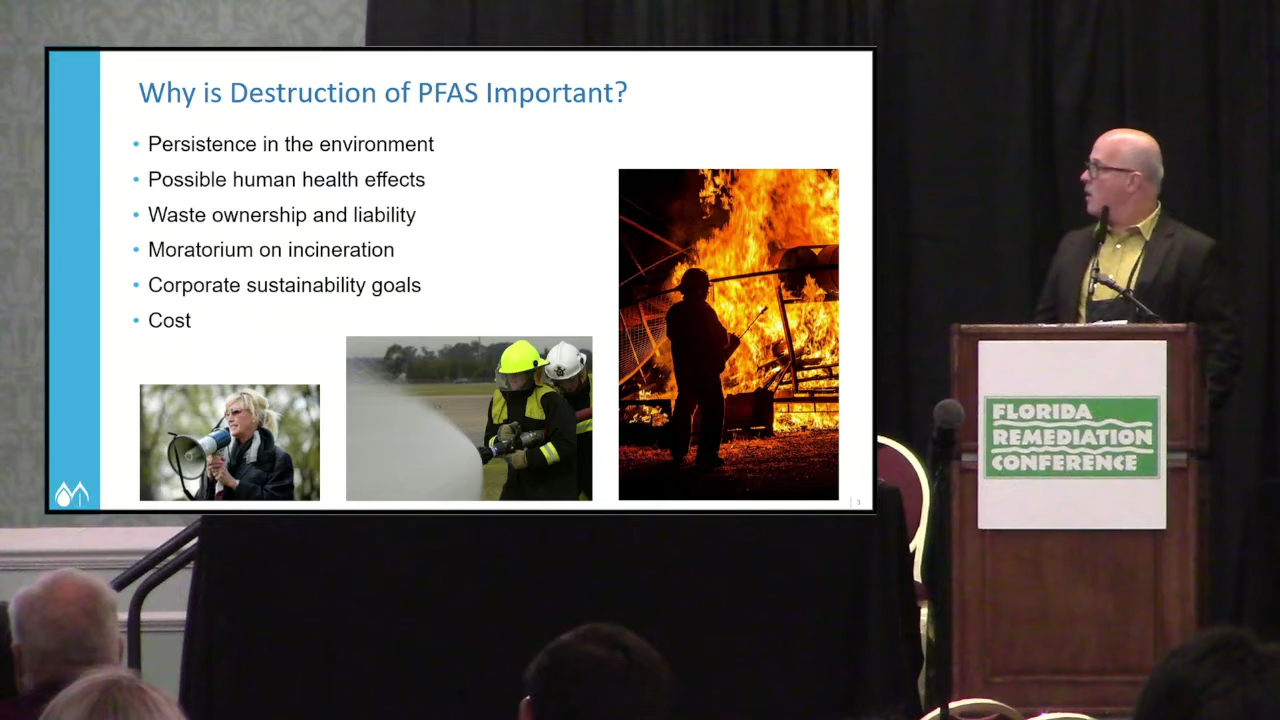 Why is Destruction of PFAS Important?
• Persistence in the environment
• Possible human health effects
• Waste ownership and liability
• Moratorium on incineration
• Corporate sustainability goals
• Cost
3
FLORIDA
REMEDIATION
CONFERENCE